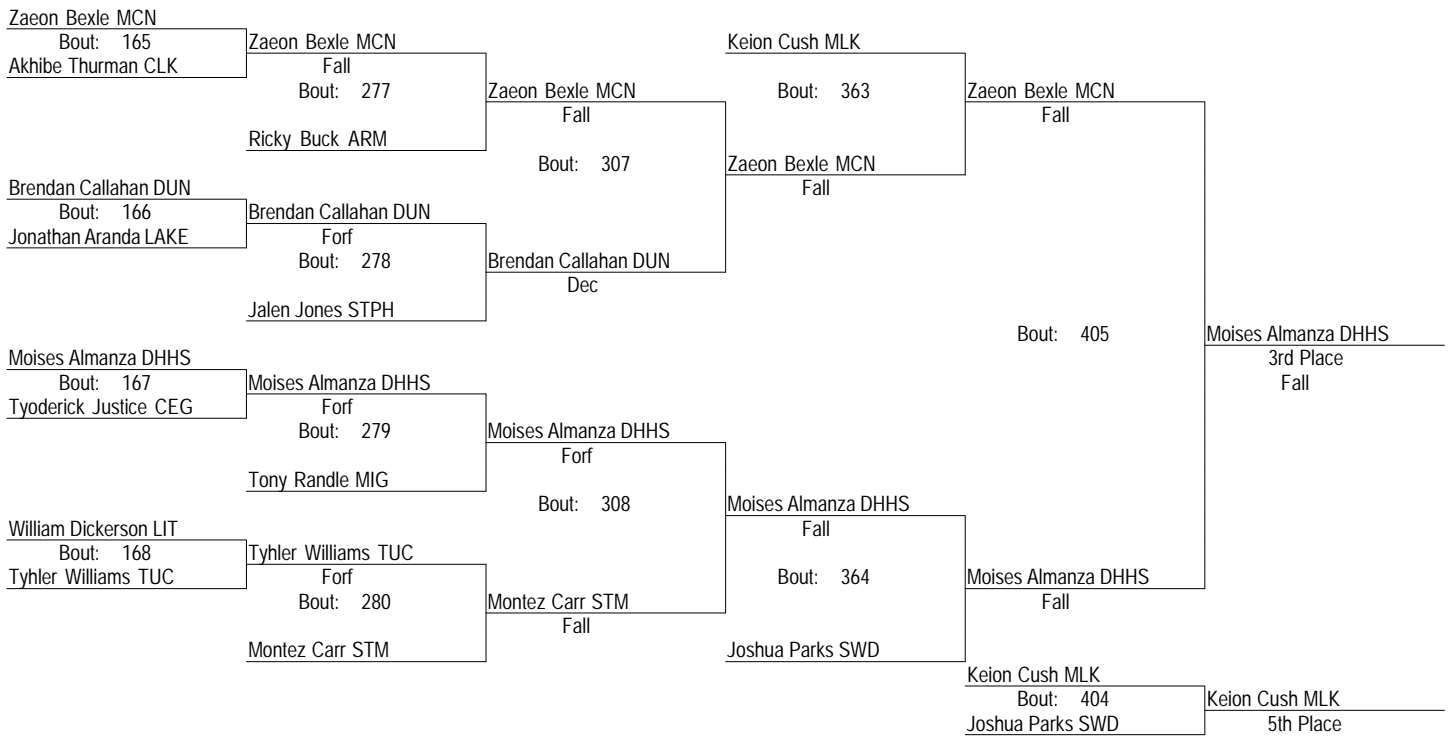 Zaeon Bexle MCN
Bout: 165
Akhibe Thurman CLK
Brendan Callahan DUN
Bout: 166
Jonathan Aranda LAKE
Moises Almanza DHHS
Bout: 167
Tyoderick Justice CEG
William Dickerson LIT
Bout: 168
Tyhler Williams TUC
Zaeon Bexle MCN
Fall
Bout: 277
Ricky Buck ARM
Brendan Callahan DUN
Forf
Bout: 278
Jalen Jones STPH
Moises Almanza DHHS
Forf
Bout: 279
Tony Randle MIG
Tyhler Williams TUC
Forf
Bout: 280
Montez Carr STM
Zaeon Bexle MCN
Fall
Bout: 307
Brendan Callahan DUN
Dec
Moises Almanza DHHS
Forf
Bout: 308
Montez Carr STM
Fall
Keion Cush MLK
Bout: 363
Zaeon Bexle MCN
Fall
Moises Almanza DHHS
Fall
Bout: 364
Joshua Parks SWD
Zaeon Bexle MCN
Fall
Bout: 405
Moises Almanza DHHS
Fall
Keion Cush MLK
Bout: 404
Joshua Parks SWD
Moises Almanza DHHS
3rd Place
Fall
Keion Cush MLK
5th Place